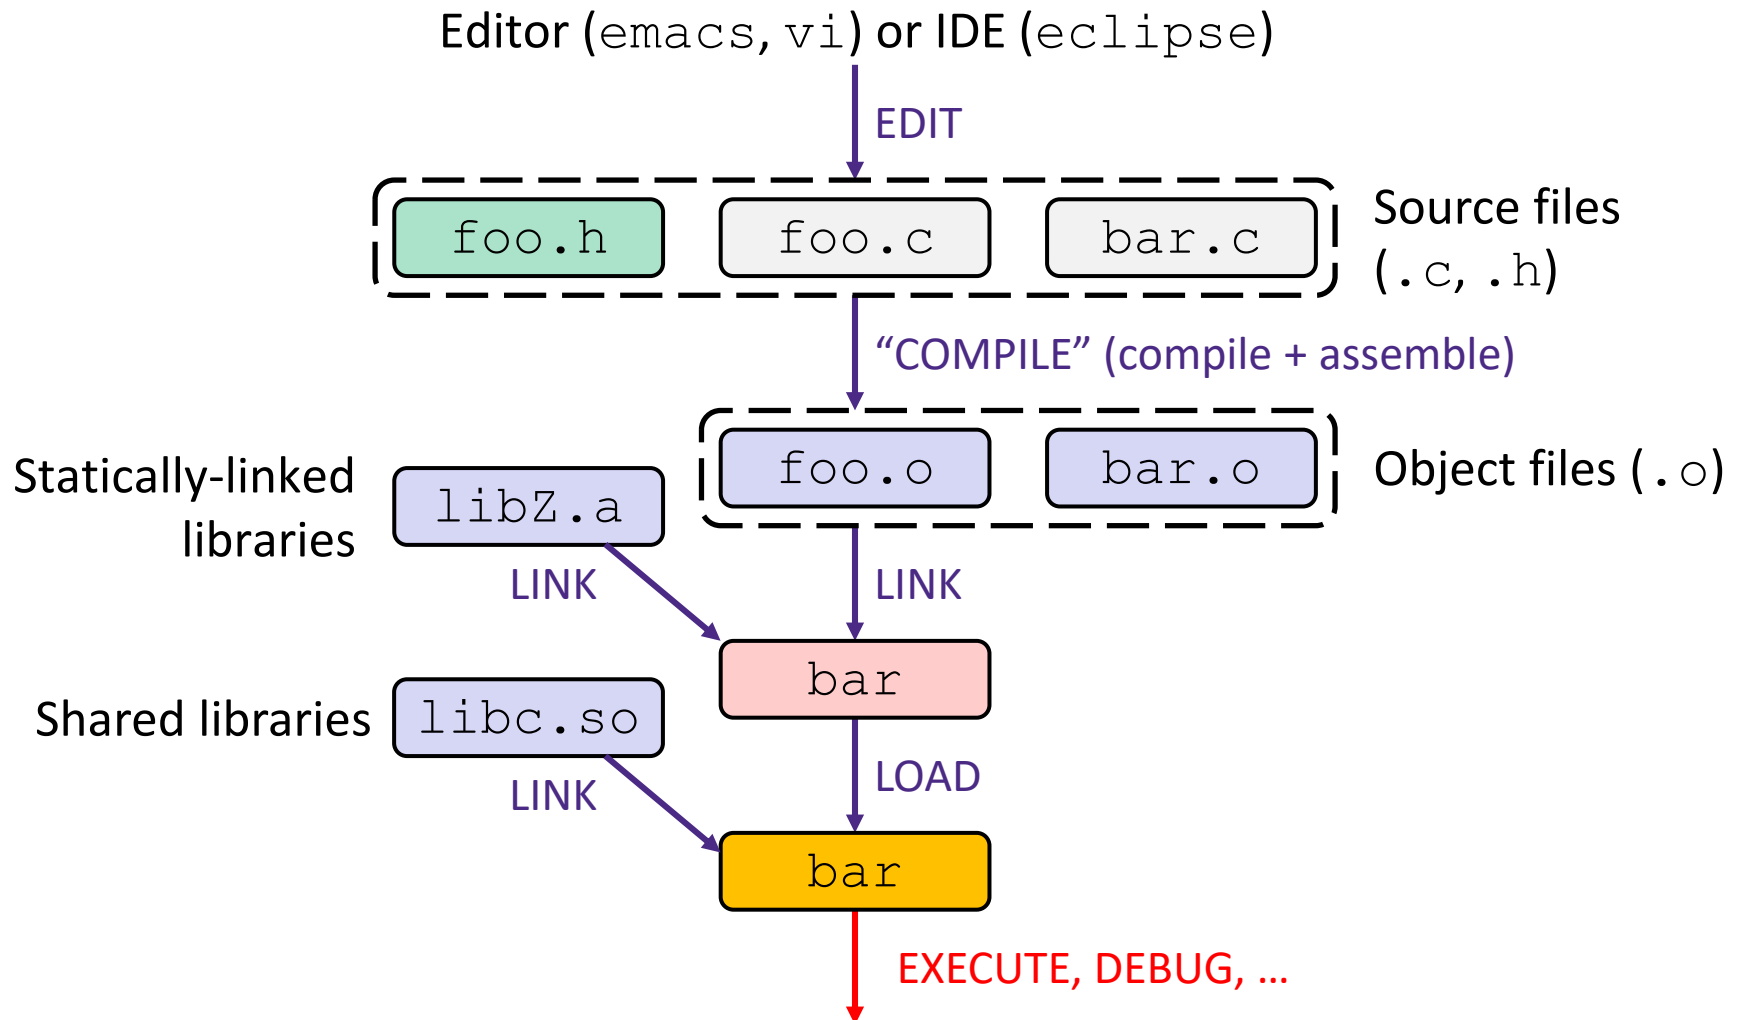 Editor (emacs, vi) or IDE (eclipse)
EDIT
foo.h
foo.c
bar.c
Source files
(.c, .h)
“COMPILE” (compile + assemble)
foo.o
bar.o
Object files (.o)
Statically-linked
libraries
libZ.a
LINK
LINK
bar
Shared libraries
libc.so
LINK
LOAD
bar
EXECUTE, DEBUG, …